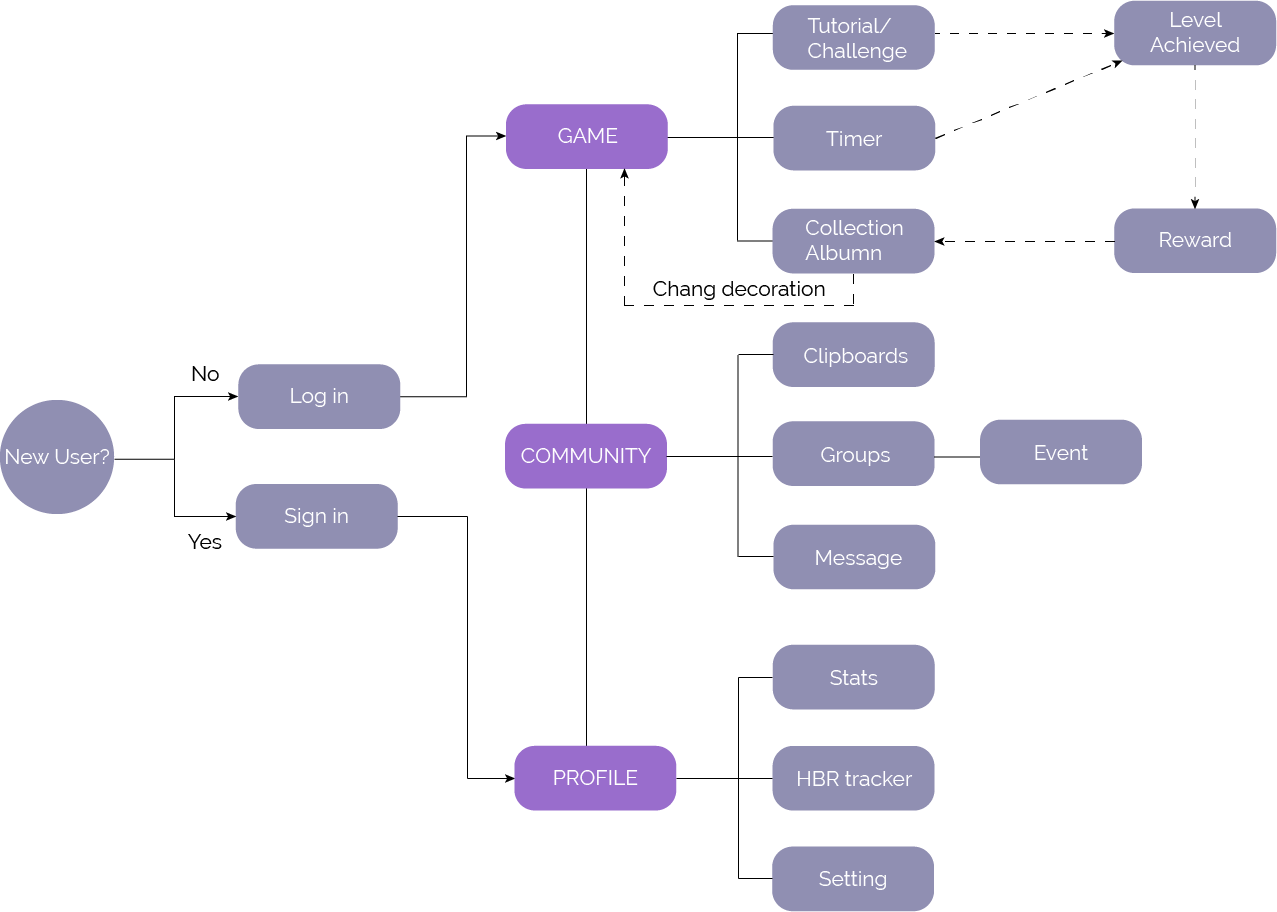 Tutorial/
Challenge
Level
Achieved
GAME
Timer
Collection
Albumn
Reward
Chang decoration
Clipboards
No
Log in
New User?
COMMUNITY
Groups
Event
Sign in
Yes
Message
Stats
PROFILE
HBR tracker
Setting